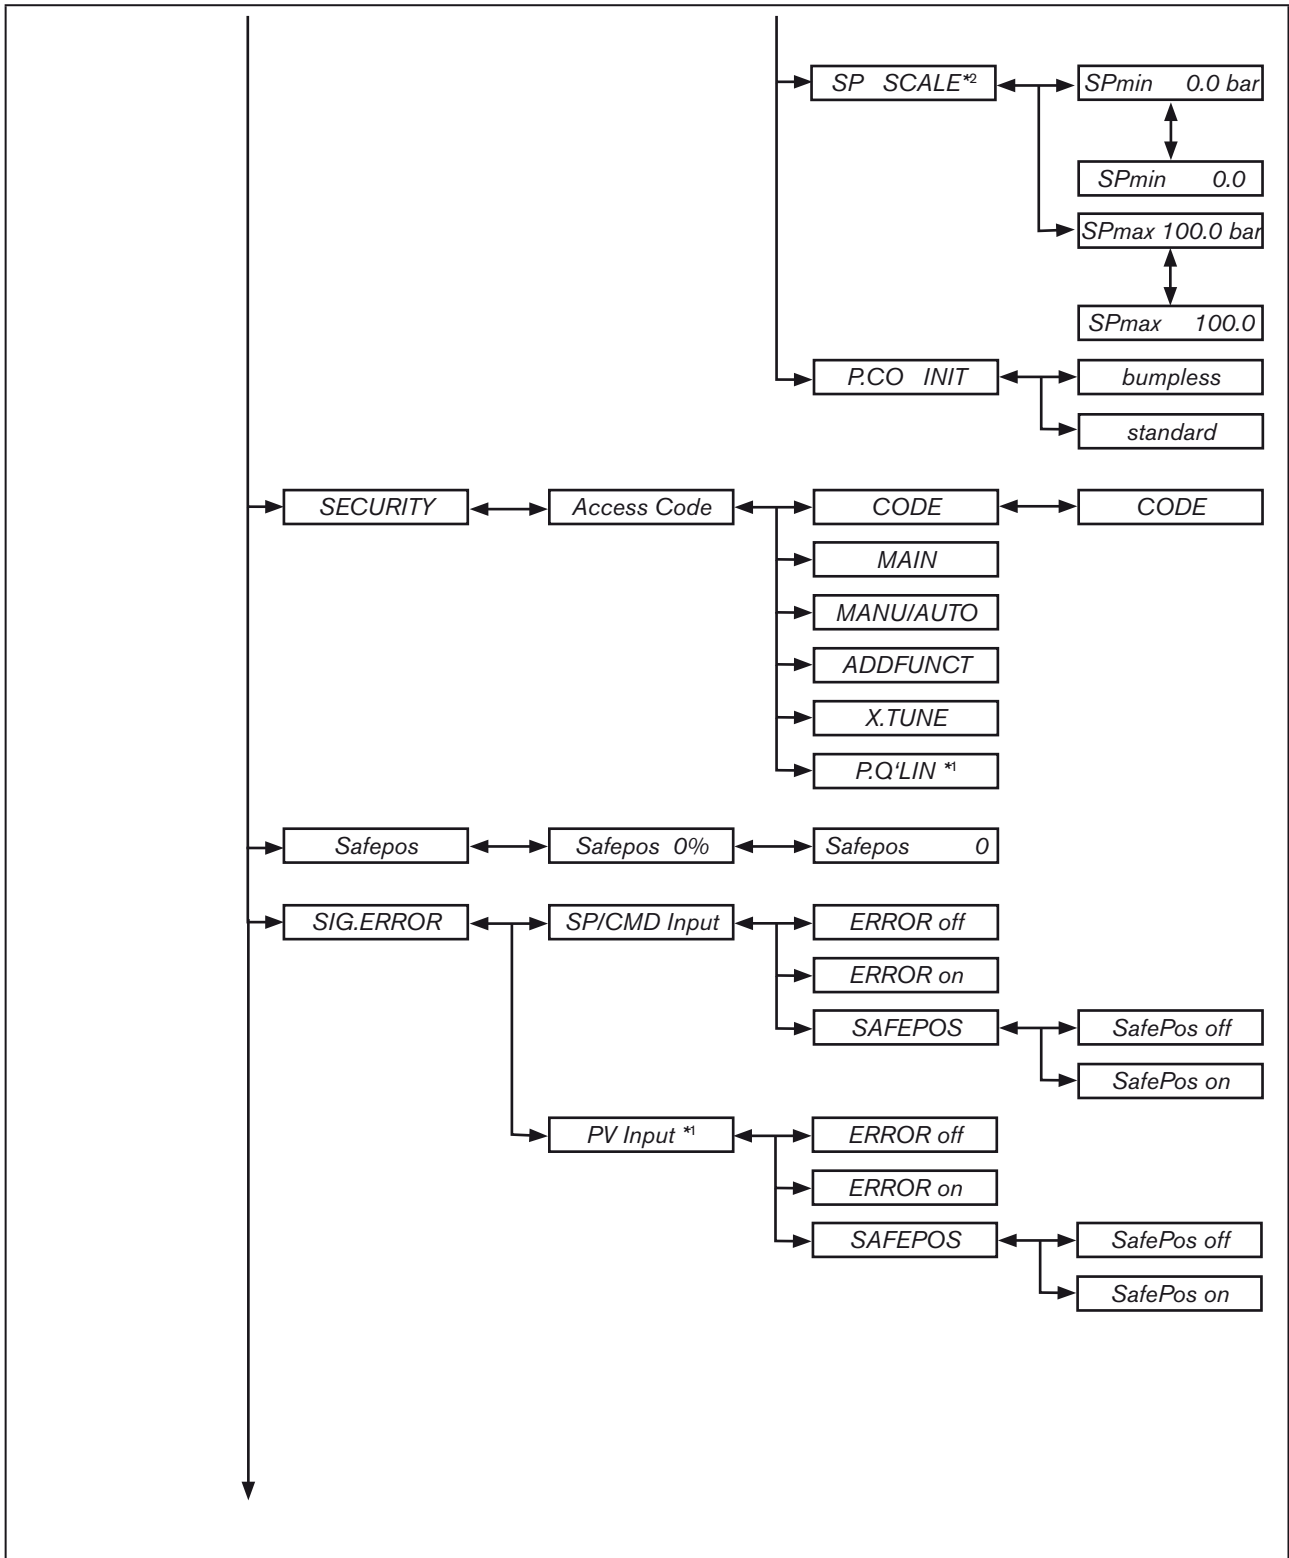 SP SCALE*2
SPmin 0.0 bar
SPmin 0.0
SPmax 100.0 bar
SPmax 100.0
P.CO INIT
bumpless
standard
SECURITY
Access Code
CODE
CODE
MAIN
MANU/AUTO
ADDFUNCT
X.TUNE
P.Q'LIN *1
Safepos
Safepos 0%
Safepos 0
SIG.ERROR
SP/CMD Input
ERROR off
ERROR on
SAFEPOS
SafePos off
SafePos on
PV Input *1
ERROR off
ERROR on
SAFEPOS
SafePos off
SafePos on